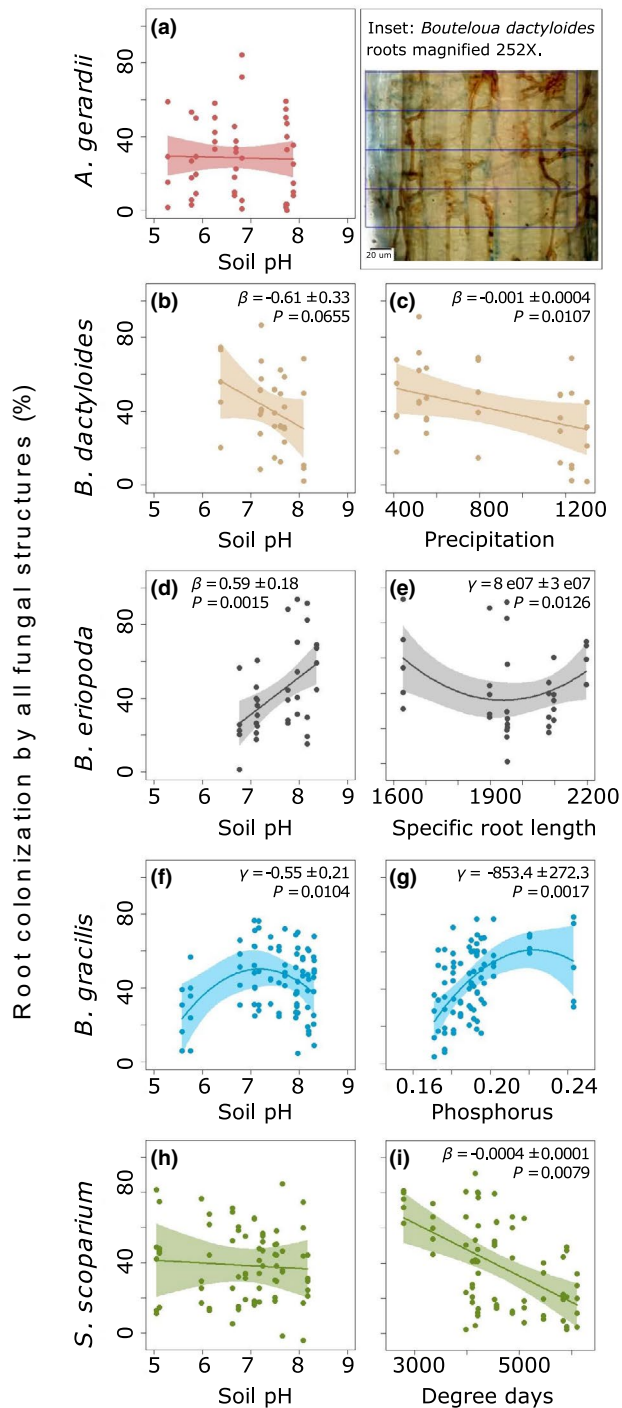 Root colonization by all fungal structures (%)
(a)
Inset: Bouteloua dactyloides
roots magnified 252X.
A. gerardii
80
40
0
20 um
5 6 7 8 9
Soil pH
(b)
β = -0.61 ±0.33
P = 0.0655
(c)
β = -0.001 ±0.0004
P = 0.0107
B. dactyloides
80
40
0
5 6 7 8 9
Soil pH
400 800 1200
Precipitation
(d)
β = 0.59 ±0.18
P = 0.0015
(e)
γ = 8 e07 ±3 e07
P = 0.0126
B. eriopoda
80
40
0
5 6 7 8 9
Soil pH
1600 1900 2200
Specific root length
(f)
γ = -0.55 ±0.21
P = 0.0104
(g)
γ = -853.4 ±272.3
P = 0.0017
B. gracilis
80
40
0
5 6 7 8 9
Soil pH
0.16 0.20 0.24
Phosphorus
(h)
(i)
β = -0.0004 ±0.0001
P = 0.0079
S. scoparium
80
40
0
5 6 7 8 9
Soil pH
3000 5000
Degree days